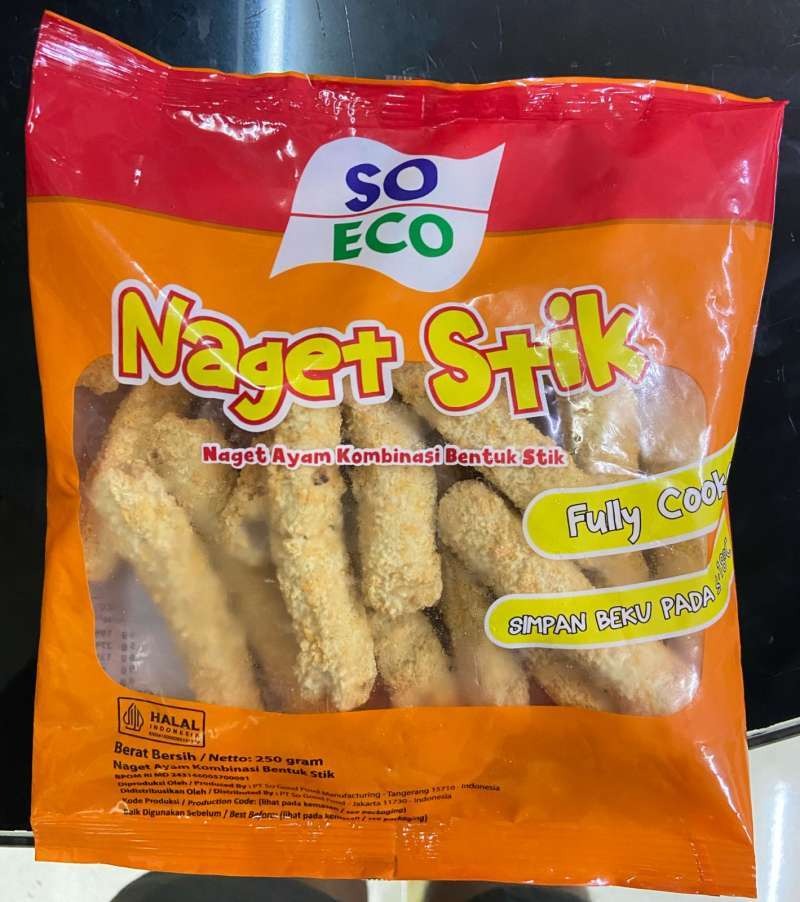 SO
ECO
Naget Stik
Naget Ayam Kombinasi Bentuk Stik
Fully Cook
SIMPAN BEKU PADA
HALAL
INDONESIA
Berat Bersih / Netto: 250 gram
Naget Ayam Kombinasi Bentuk Stik
BPOM RI MD
Diproduksi Oleh / Produced By : PT So Good Food Manufacturing - Tangerang 15710 - Indonesia
Didistribusikan Oleh / Distributed By : PT So Good Food - Jakarta 11730 - Indonesia
Kode Produksi / Production Code: (lihat pada kemasan / see packaging)
Baik Digunakan Sebelum / Best Before: (lihat pada kemasan / see packaging)